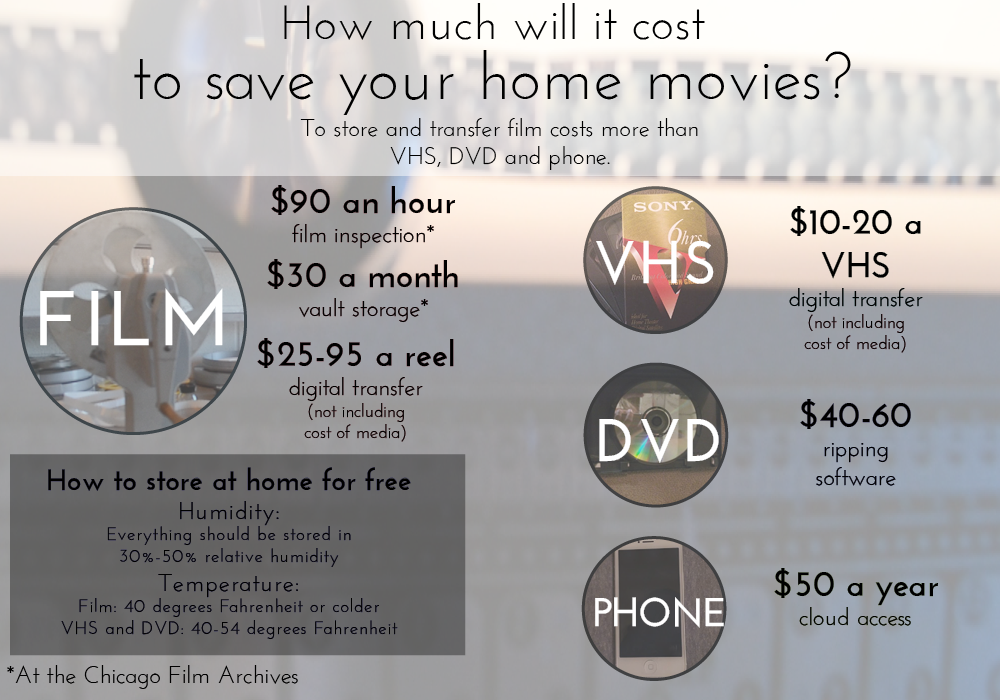 How much will it cost
to save your home movies?
To store and transfer film costs more than
VHS, DVD and phone.
FILM
$90 an hour
film inspection*
$30 a month
vault storage*
$25-95 a reel
digital transfer
(not including
cost of media)
How to store at home for free
Humidity:
Everything should be stored in
30%-50% relative humidity
Temperature:
Film: 40 degrees Fahrenheit or colder
VHS and DVD: 40-54 degrees Fahrenheit
*At the Chicago Film Archives
SONY
6hrs
VHS
$10-20 a
VHS
digital transfer
(not including
cost of media)
DVD
$40-60
ripping
software
PHONE
$50 a year
cloud access